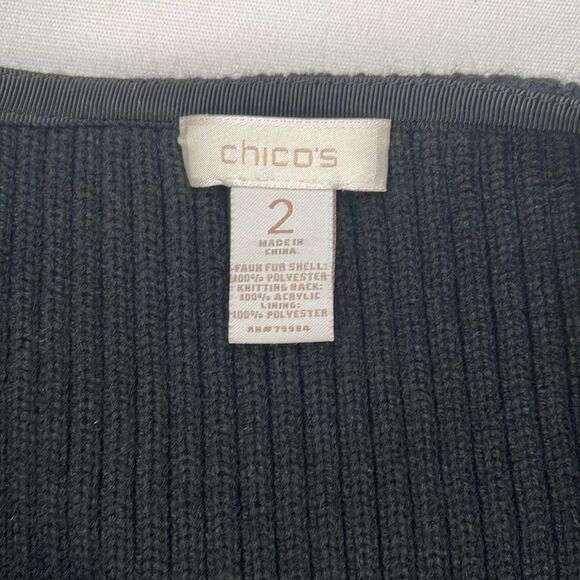 chico's
2
MADE IN
CHINA
FAUX FUR SHELL:
100% POLYESTER
KNITTING BACK:
100% ACRYLIC
LINING:
100% POLYESTER
RN# 79984